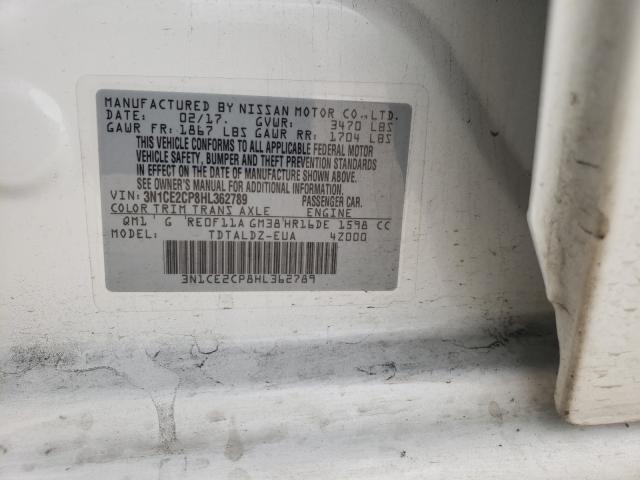 MANUFACTURED BY NISSAN MOTOR CO.,LTD.
DATE: 02/17. GVWR: 3470 LBS
GAWR FR: 1867 LBS GAWR RR: 1704 LBS
THIS VEHICLE CONFORMS TO ALL APPLICABLE FEDERAL MOTOR
VEHICLE SAFETY, BUMPER AND THEFT PREVENTION STANDARDS
IN EFFECT ON THE DATE OF MANUFACTURE SHOWN ABOVE.
SEE OWNER'S MANUAL FOR ADDITIONAL INFORMATION.
VIN: 3N1CE2CP8HL362789 PASSENGER CAR.
COLOR TRIM TRANS AXLE ENGINE
QM1 G RE0F11A GM38 HR16DE 1598 CC
MODEL: TDTALDZ-EUA 4Z000
3N1CE2CP8HL362789